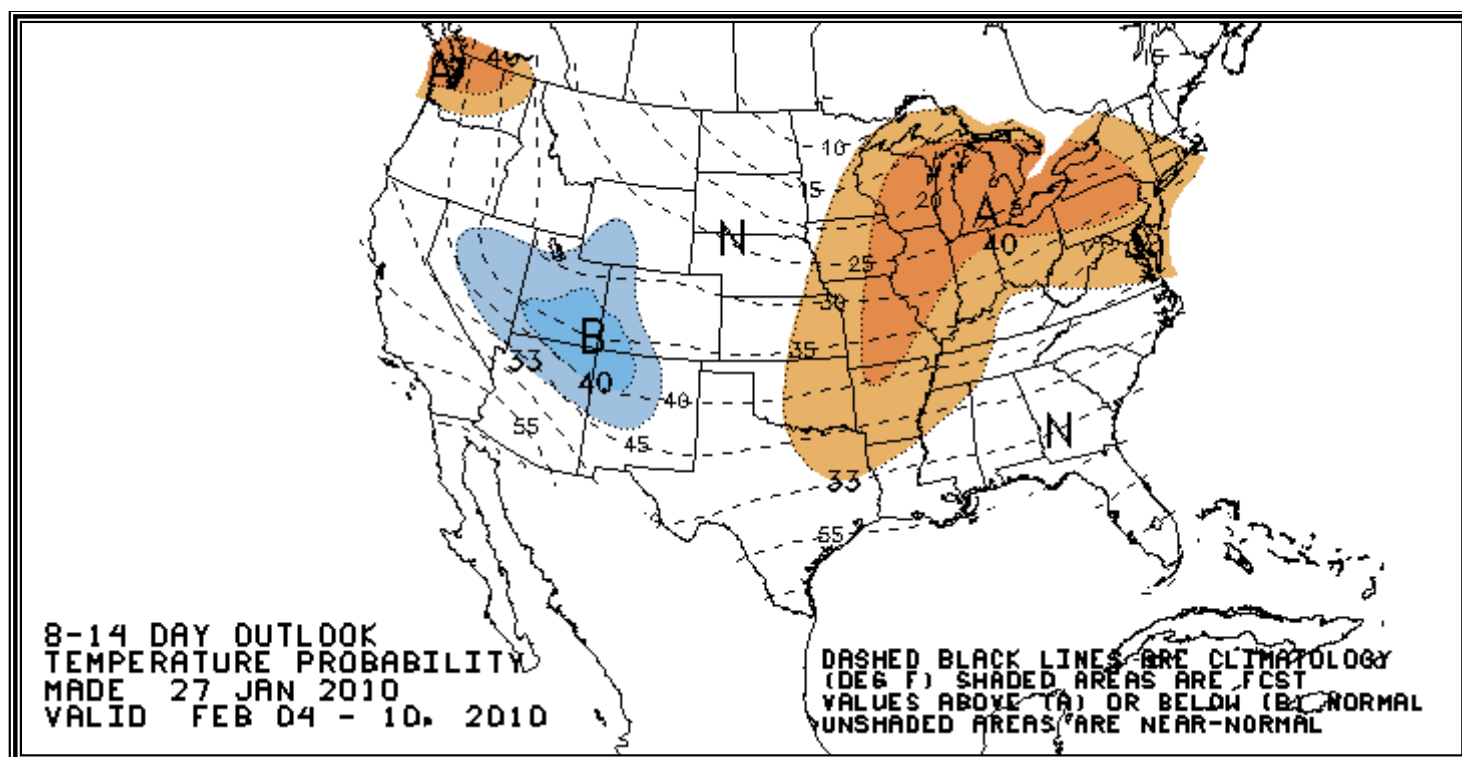 A 40
15
10
15
20
A
5
N
40
25
30
B
35
33
40
40
55
45
N
33
55
8-14 DAY OUTLOOK
TEMPERATURE PROBABILITY
MADE 27 JAN 2010
VALID FEB 04 - 10, 2010
DASHED BLACK LINES ARE CLIMATOLOGY
(DEG F) SHADED AREAS ARE FCST
VALUES ABOVE (A) OR BELOW (B) NORMAL
UNSHADED AREAS ARE NEAR-NORMAL